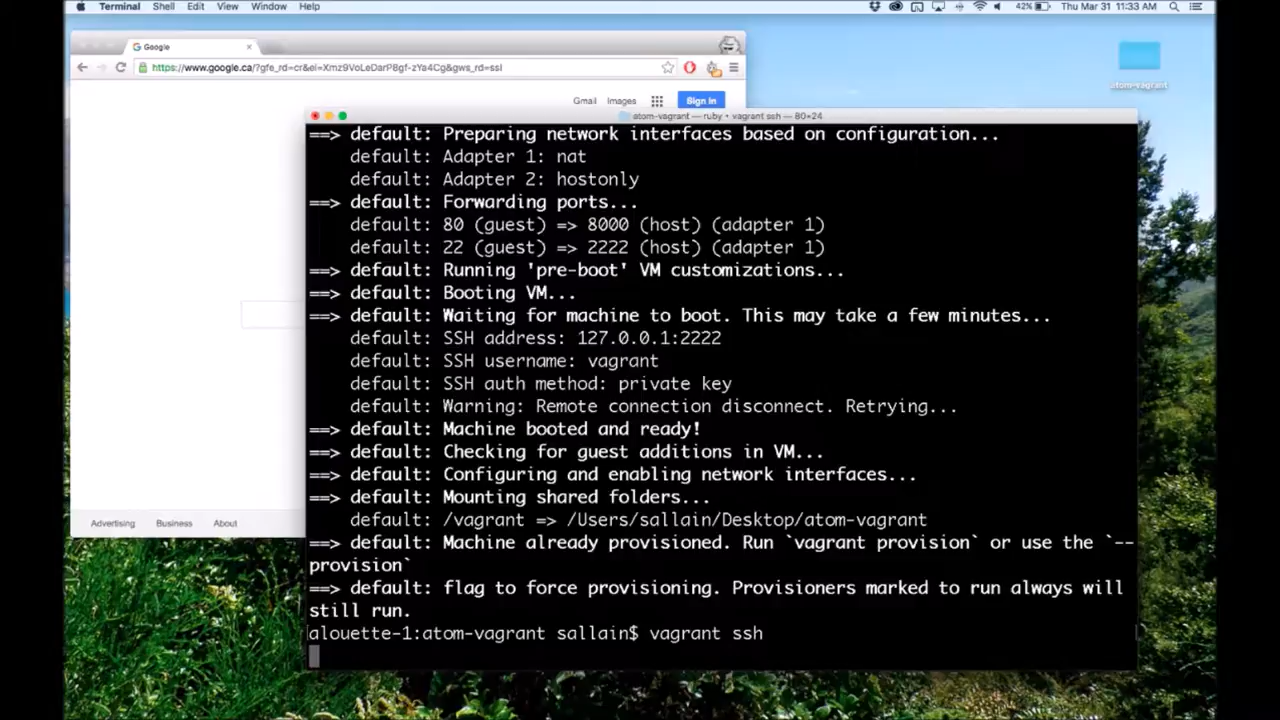 Terminal Shell Edit View Window Help 42% Thu Mar 31 11:33 AM
Google
https://www.google.ca/?gfe_rd=cr&ei=Xmz9VoLeDarP8gf-zYa4Cg&gws_rd=ssl
atom-vagrant
Gmail Images Sign in
atom-vagrant — ruby • vagrant ssh — 80×24
==> default: Preparing network interfaces based on configuration...
default: Adapter 1: nat
default: Adapter 2: hostonly
==> default: Forwarding ports...
default: 80 (guest) => 8000 (host) (adapter 1)
default: 22 (guest) => 2222 (host) (adapter 1)
==> default: Running 'pre-boot' VM customizations...
==> default: Booting VM...
==> default: Waiting for machine to boot. This may take a few minutes...
default: SSH address: 127.0.0.1:2222
default: SSH username: vagrant
default: SSH auth method: private key
default: Warning: Remote connection disconnect. Retrying...
==> default: Machine booted and ready!
==> default: Checking for guest additions in VM...
==> default: Configuring and enabling network interfaces...
==> default: Mounting shared folders...
default: /vagrant => /Users/sallain/Desktop/atom-vagrant
==> default: Machine already provisioned. Run `vagrant provision` or use the `--
provision`
==> default: flag to force provisioning. Provisioners marked to run always will
still run.
alouette-1:atom-vagrant sallain$ vagrant ssh
Advertising Business About